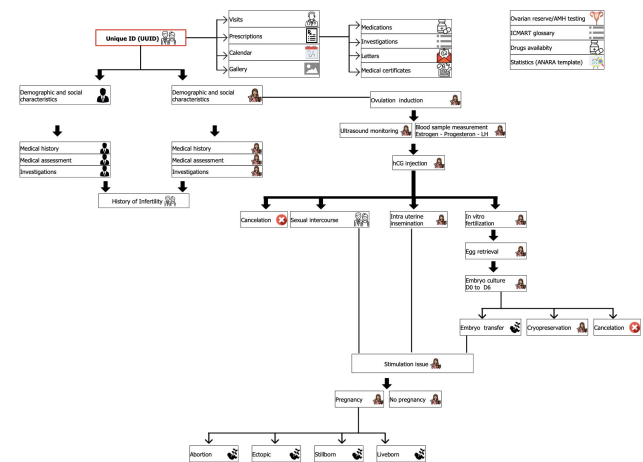 Unique ID (UUID)
Visits
Prescriptions
Calendar
Gallery
Medications
Investigations
Letters
Medical certificates
Ovarian reserve/AMH testing
ICMART glossary
Drugs availabity
Statistics (ANARA template)
Demographic and social
characteristics
Demographic and social
characteristics
Ovulation induction
Ultrasound monitoring
Blood sample measurement
Estrogen - Progesteron - LH
Medical history
Medical assessment
Investigations
Medical history
Medical assessment
Investigations
hCG injection
History of Infertility
Cancelation
Sexual intercourse
Intra uterine
insemination
In vitro
fertilization
Egg retrieval
Embryo culture
D0 to D6
Embryo transfer
Cryopreservation
Cancelation
Stimulation issue
Pregnancy
No pregnancy
Abortion
Ectopic
Stillborn
Liveborn